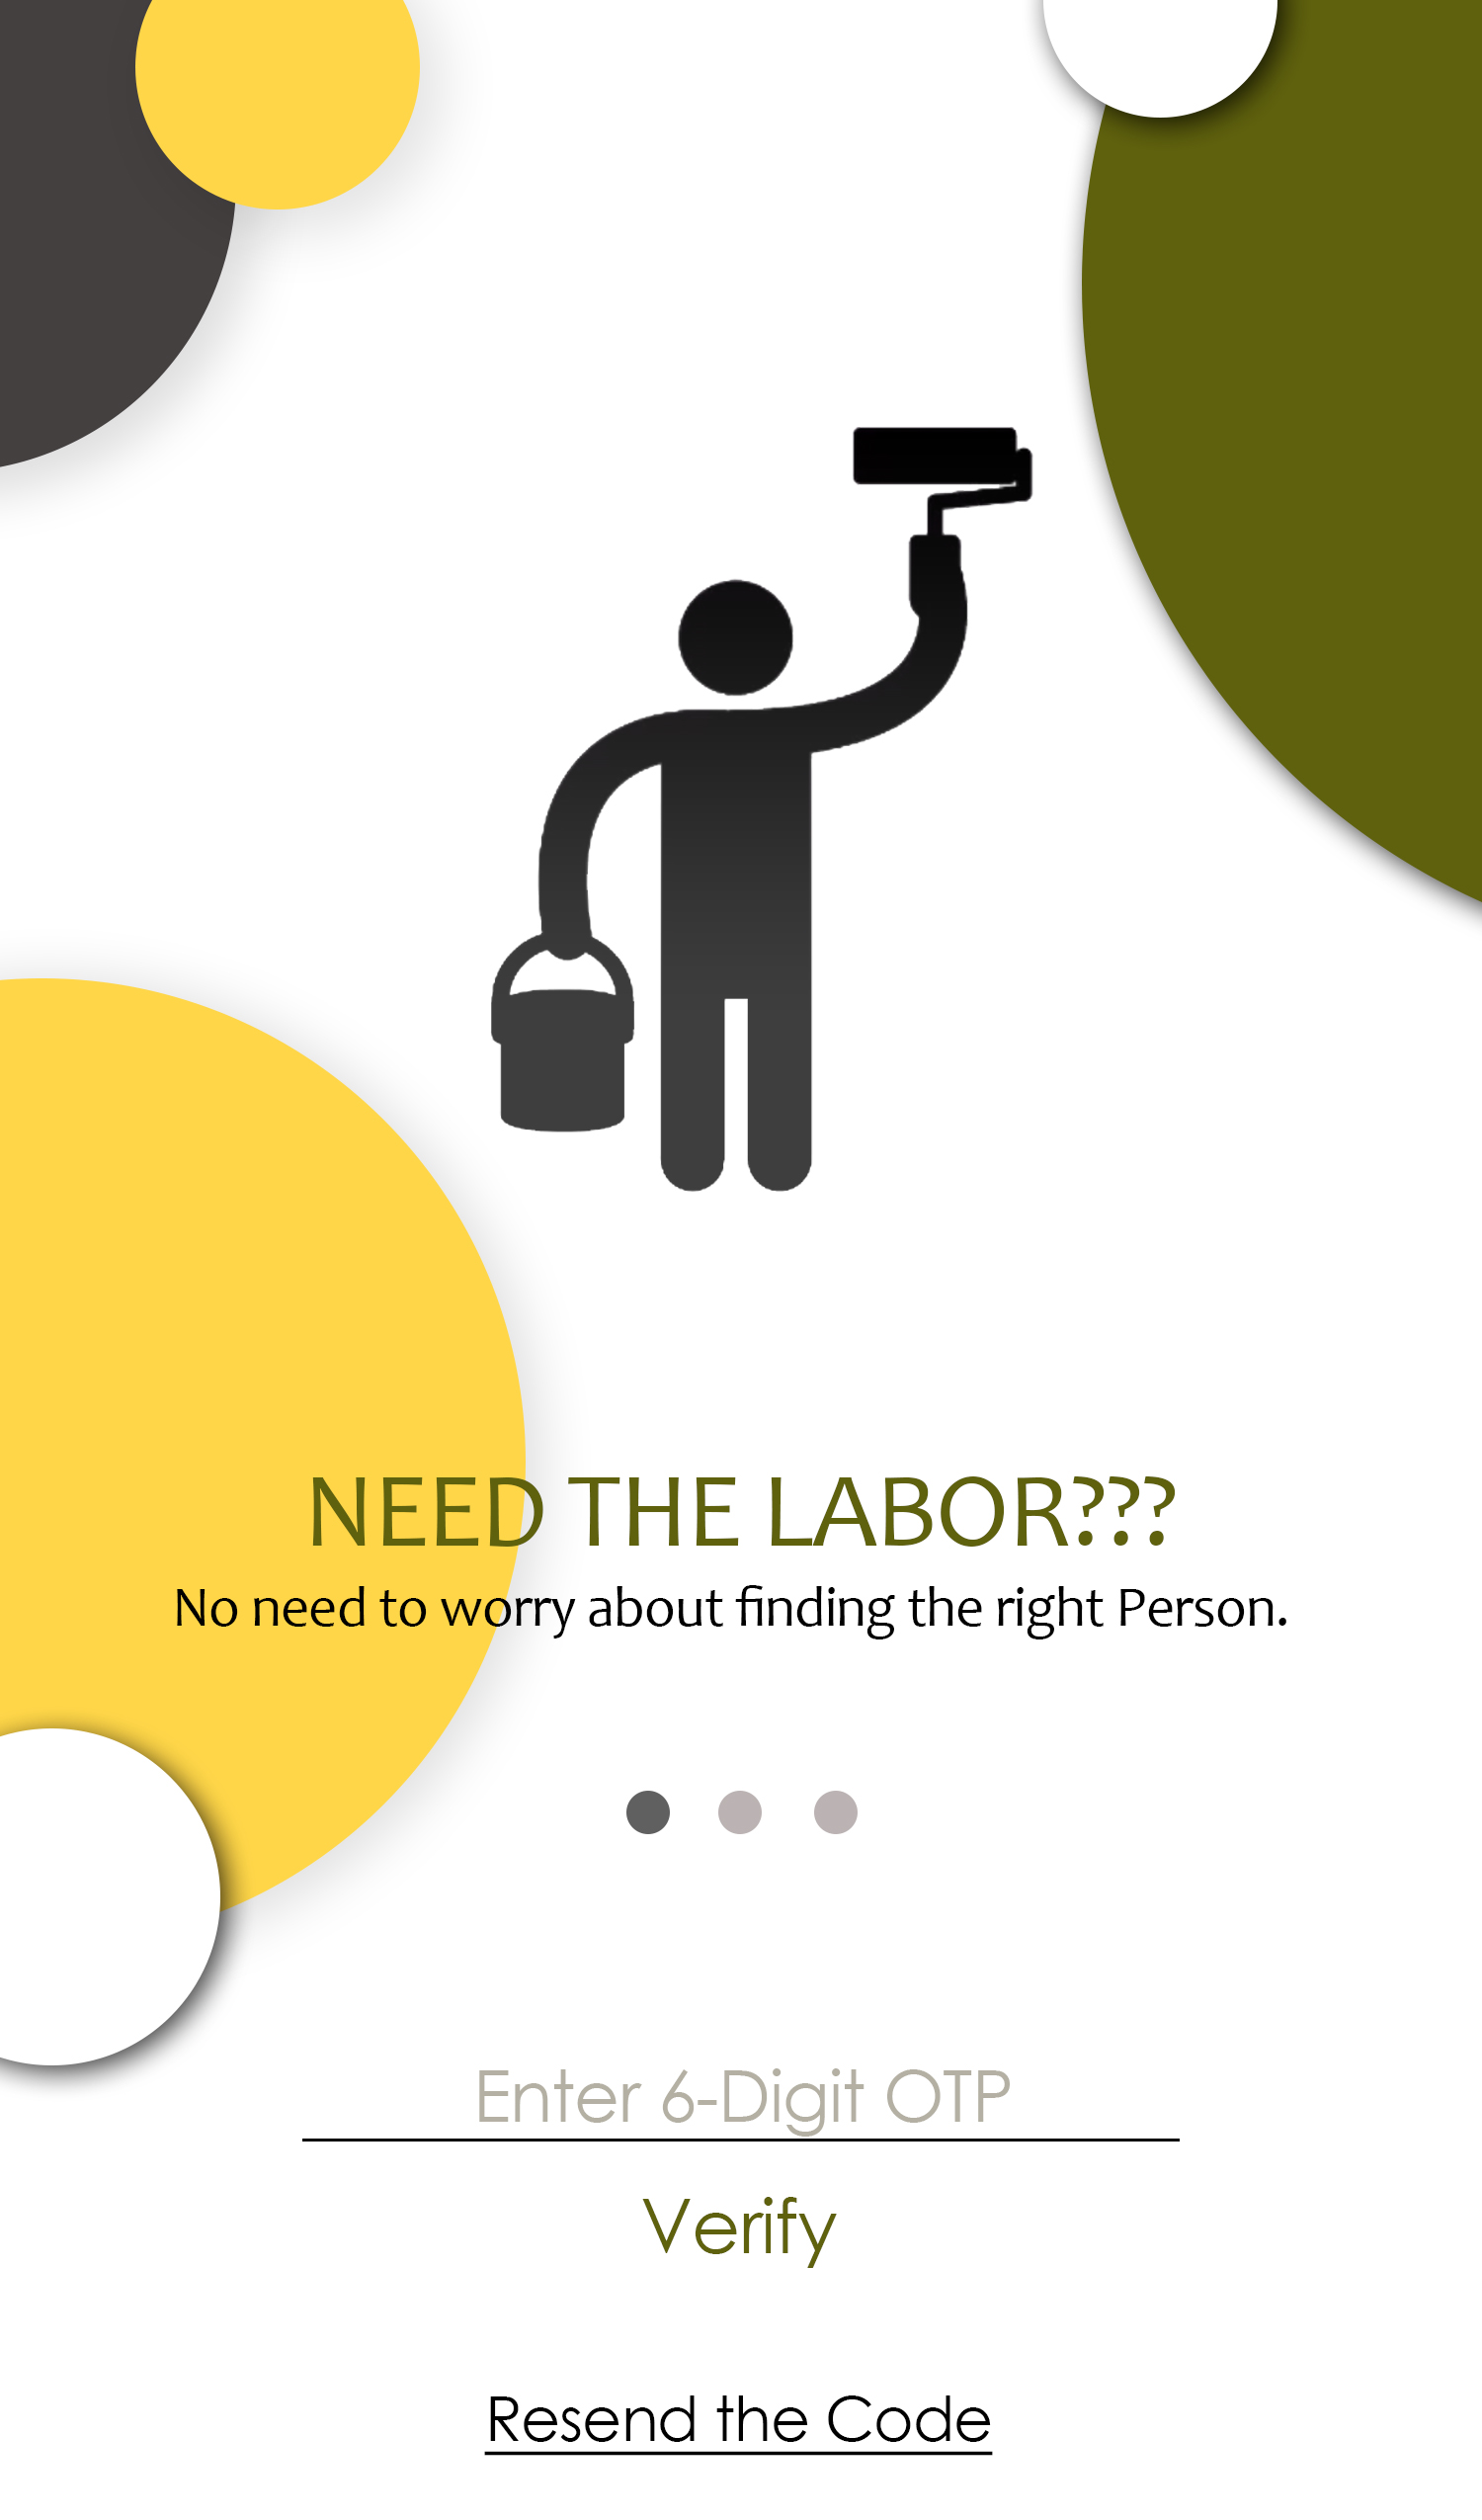 NEED THE LABOR???
No need to worry about finding the right Person.
Enter 6-Digit OTP
Verify
Resend the Code